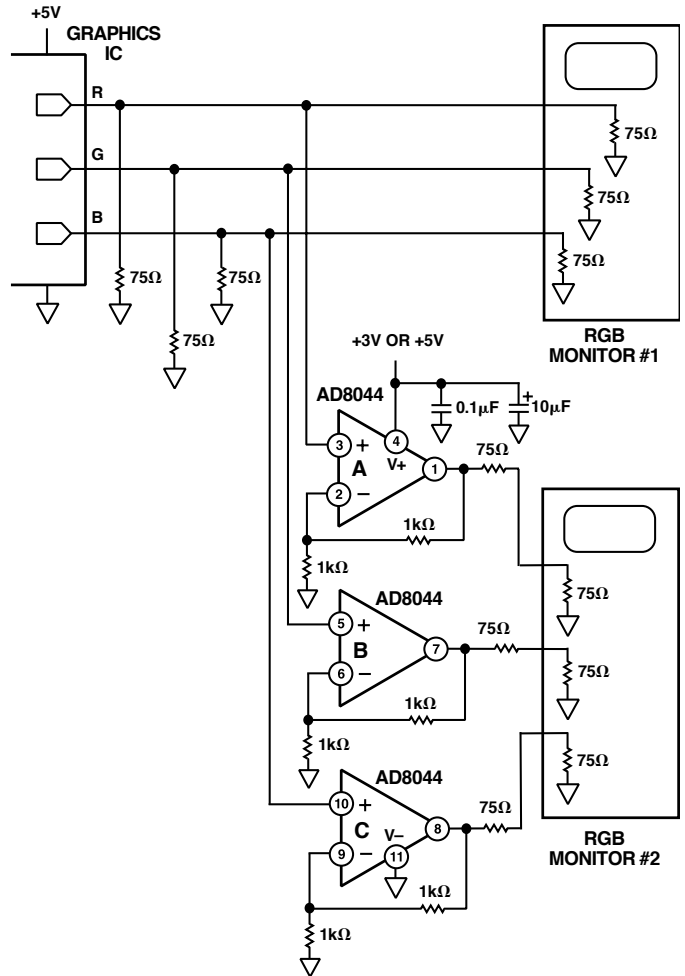 +5V
GRAPHICS
IC
R
75Ω
G
75Ω
B
75Ω
75Ω
75Ω
75Ω
RGB
MONITOR #1
+3V OR +5V
AD8044
0.1μF
+
10μF
4
V+
3
+
A
1
75Ω
2
–
1kΩ
1kΩ
AD8044
75Ω
5
+
B
7
75Ω
75Ω
6
–
1kΩ
1kΩ
AD8044
75Ω
10
+
C
8
75Ω
V–
9
–
11
RGB
MONITOR #2
1kΩ
1kΩ